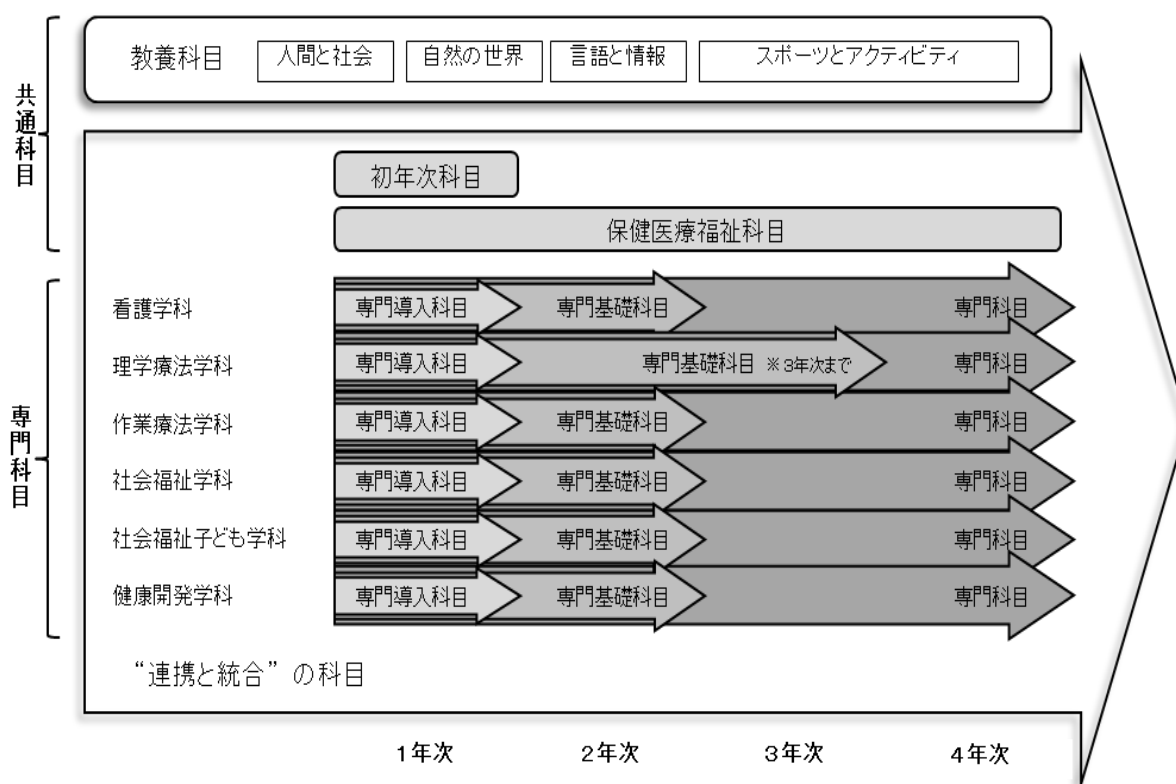 教養科目 人間と社会 自然の世界 言語と情報 スポーツとアクティビティ
共通科目
初年次科目
保健医療福祉科目
専門科目
看護学科 専門導入科目 専門基礎科目 専門科目
理学療法学科 専門導入科目 専門基礎科目 ※3年次まで 専門科目
作業療法学科 専門導入科目 専門基礎科目 専門科目
社会福祉学科 専門導入科目 専門基礎科目 専門科目
社会福祉子ども学科 専門導入科目 専門基礎科目 専門科目
健康開発学科 専門導入科目 専門基礎科目 専門科目
“連携と統合”の科目
1年次 2年次 3年次 4年次